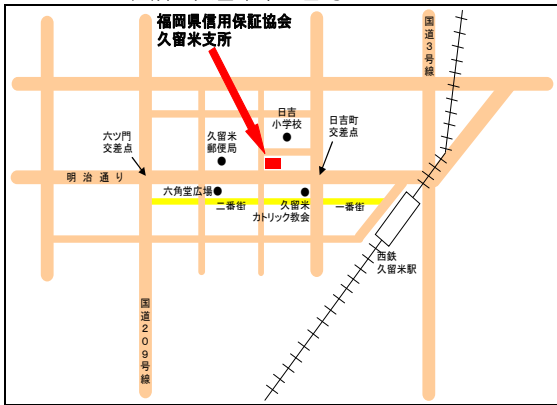 福岡県信用保証協会
久留米支所
国道3号線
日吉
小学校
日吉町
交差点
六ツ門
交差点
久留米
郵便局
明治通り
六角堂広場
二番街
久留米
カトリック教会
一番街
西鉄
久留米駅
国道209号線